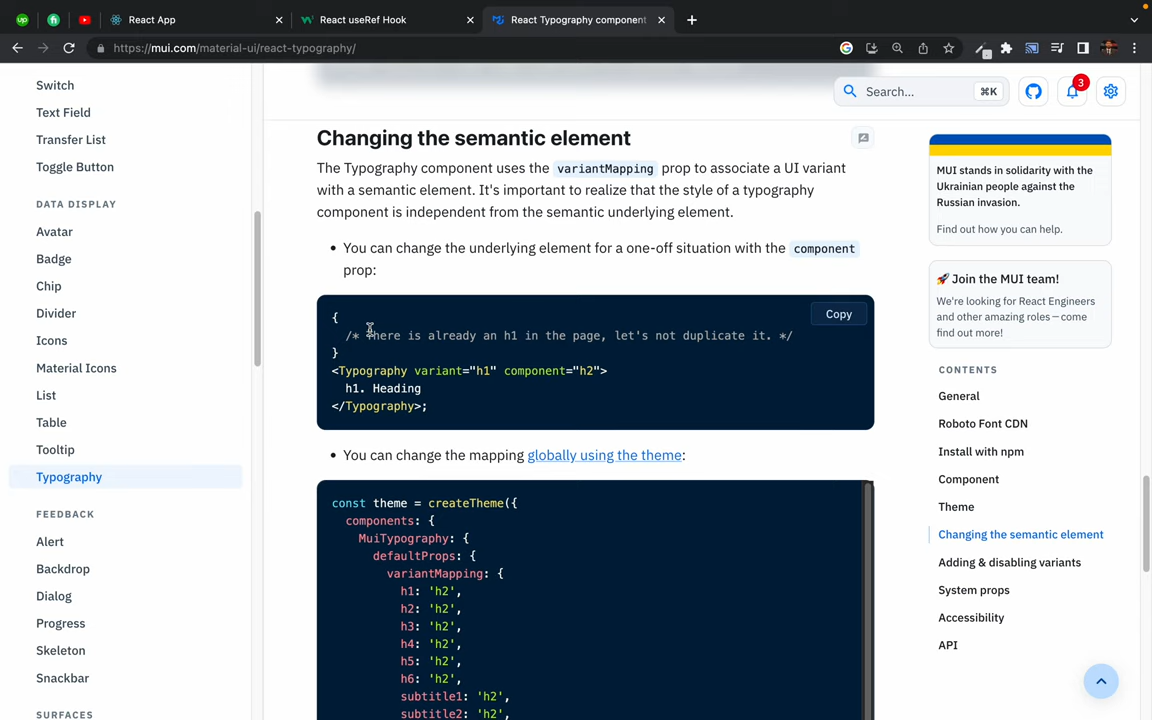 React App
React useRef Hook
React Typography component
https://mui.com/material-ui/react-typography/
Switch
Text Field
Transfer List
Toggle Button
DATA DISPLAY
Avatar
Badge
Chip
Divider
Icons
Material Icons
List
Table
Tooltip
Typography
FEEDBACK
Alert
Backdrop
Dialog
Progress
Skeleton
Snackbar
SURFACES
Search...
⌘K
3
Changing the semantic element
The Typography component uses the variantMapping prop to associate a UI variant
with a semantic element. It's important to realize that the style of a typography
component is independent from the semantic underlying element.
• You can change the underlying element for a one-off situation with the component
prop:
Copy
{
/* There is already an h1 in the page, let's not duplicate it. */
}
<Typography variant="h1" component="h2">
h1. Heading
</Typography>;
• You can change the mapping globally using the theme:
const theme = createTheme({
components: {
MuiTypography: {
defaultProps: {
variantMapping: {
h1: 'h2',
h2: 'h2',
h3: 'h2',
h4: 'h2',
h5: 'h2',
h6: 'h2',
subtitle1: 'h2',
subtitle2: 'h2',
MUI stands in solidarity with the
Ukrainian people against the
Russian invasion.
Find out how you can help.
🚀 Join the MUI team!
We're looking for React Engineers
and other amazing roles—come
find out more!
CONTENTS
General
Roboto Font CDN
Install with npm
Component
Theme
Changing the semantic element
Adding & disabling variants
System props
Accessibility
API